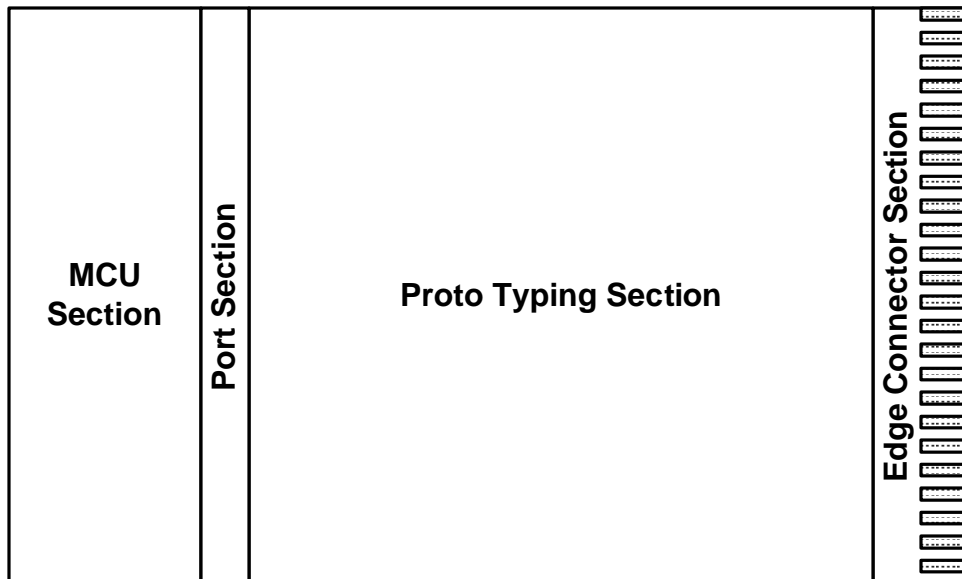 MCU
Section
Port Section
Proto Typing Section
Edge Connector Section